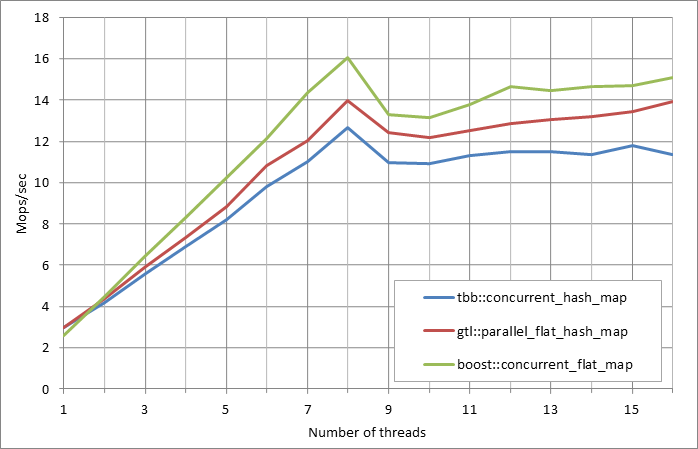 18
16
14
12
10
8
6
4
2
0
Mops/sec
tbb::concurrent_hash_map
gtl::parallel_flat_hash_map
boost::concurrent_flat_map
1 3 5 7 9 11 13 15
Number of threads